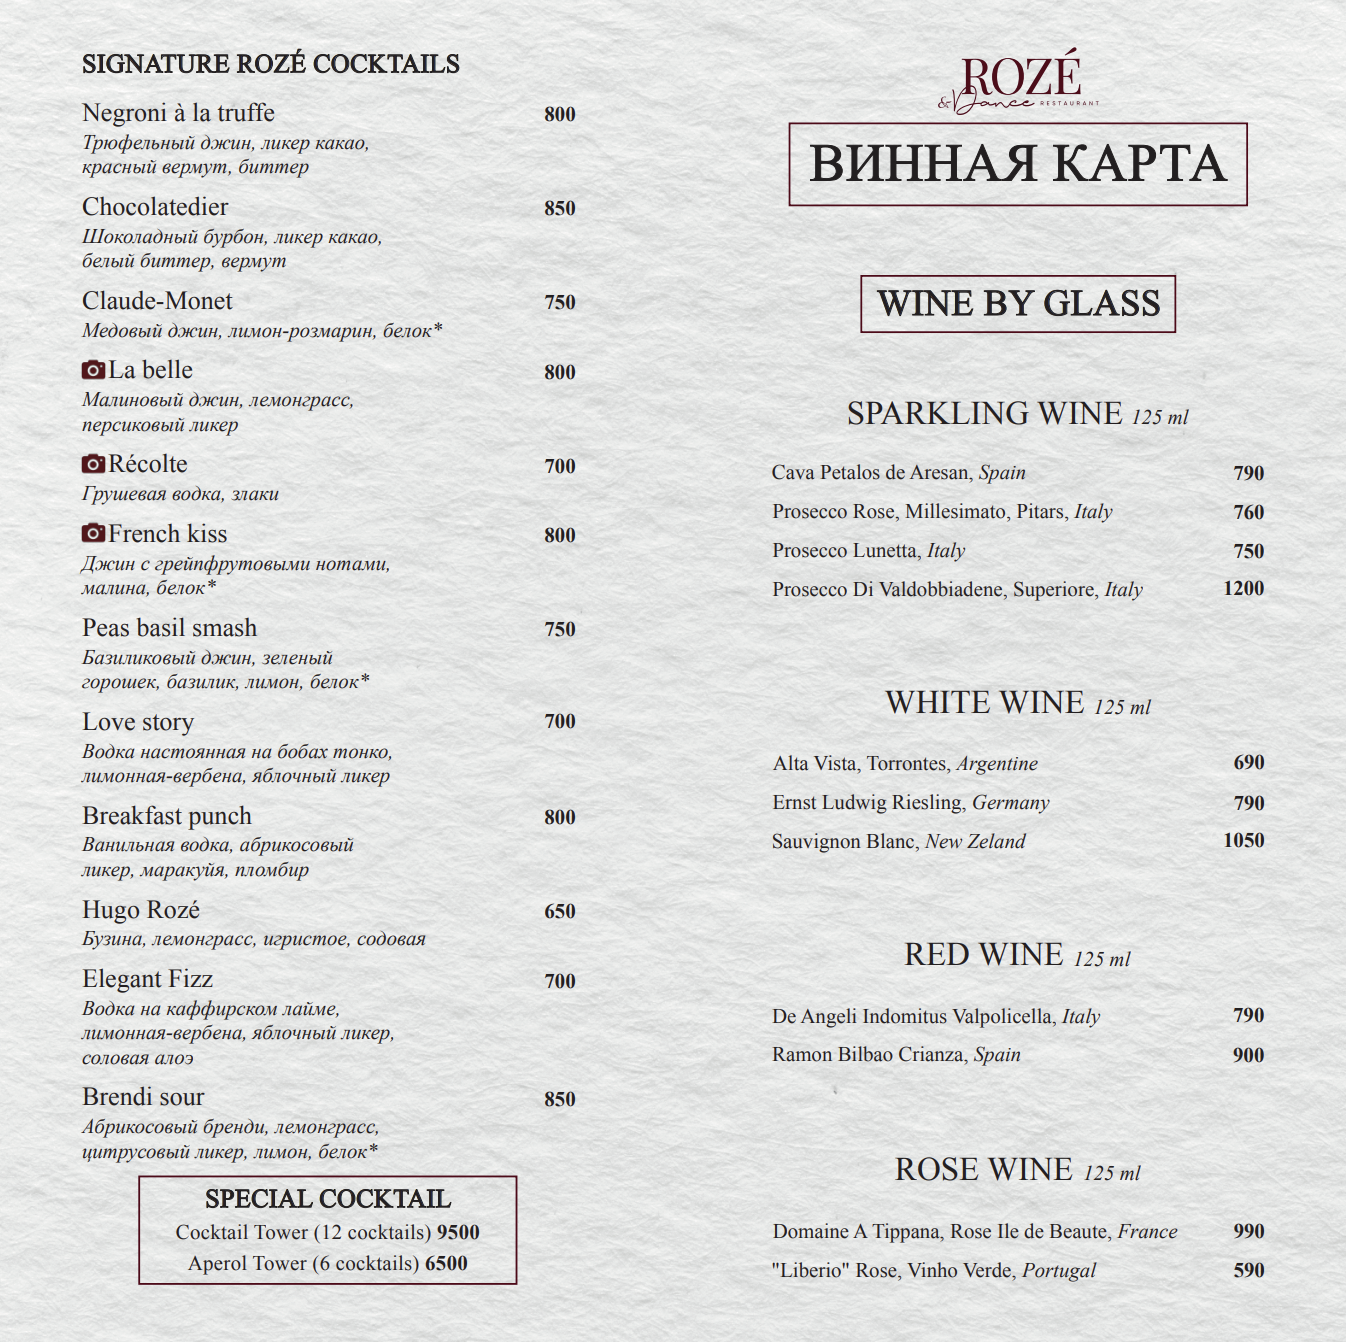 SIGNATURE ROZÉ COCKTAILS
Negroni à la truffe 800
Трюфельный джин, ликер какао,
красный вермут, биттер
Chocolatedier 850
Шоколадный бурбон, ликер какао,
белый биттер, вермут
Claude-Monet 750
Медовый джин, лимон-розмарин, белок*
La belle 800
Малиновый джин, лемонграсс,
персиковый ликер
Récolte 700
Грушевая водка, злаки
French kiss 800
Джин с грейпфрутовыми нотами,
малина, белок*
Peas basil smash 750
Базиликовый джин, зеленый
горошек, базилик, лимон, белок*
Love story 700
Водка настоянная на бобах тонко,
лимонная-вербена, яблочный ликер
Breakfast punch 800
Ванильная водка, абрикосовый
ликер, маракуйя, пломбир
Hugo Rozé 650
Бузина, лемонграсс, игристое, содовая
Elegant Fizz 700
Водка на каффирском лайме,
лимонная-вербена, яблочный ликер,
соловая алоэ
Brendi sour 850
Абрикосовый бренди, лемонграсс,
цитрусовый ликер, лимон, белок*
SPECIAL COCKTAIL
Cocktail Tower (12 cocktails) 9500
Aperol Tower (6 cocktails) 6500
ROZÉ
& Dance RESTAURANT
ВИННАЯ КАРТА
WINE BY GLASS
SPARKLING WINE 125 ml
Cava Petalos de Aresan, Spain 790
Prosecco Rose, Millesimato, Pitars, Italy 760
Prosecco Lunetta, Italy 750
Prosecco Di Valdobbiadene, Superiore, Italy 1200
WHITE WINE 125 ml
Alta Vista, Torrontes, Argentine 690
Ernst Ludwig Riesling, Germany 790
Sauvignon Blanc, New Zeland 1050
RED WINE 125 ml
De Angeli Indomitus Valpolicella, Italy 790
Ramon Bilbao Crianza, Spain 900
ROSE WINE 125 ml
Domaine A Tippana, Rose Ile de Beaute, France 990
"Liberio" Rose, Vinho Verde, Portugal 590